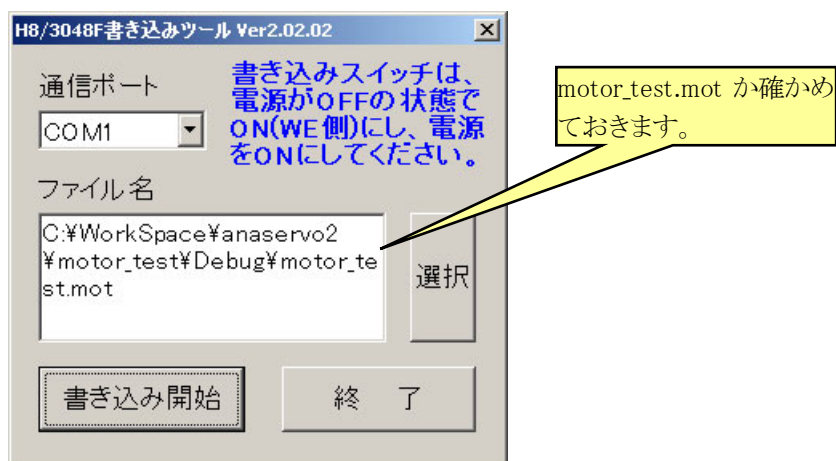 H8/3048F書き込みツール Ver2.02.02
通信ポート
COM1
書き込みスイッチは、
電源がOFFの状態で
ON(WE側)にし、電源
をONにしてください。
motor_test.mot か確かめ
ておきます。
ファイル名
C:¥WorkSpace¥anaservo2
¥motor_test¥Debug¥motor_te
st.mot
選択
書き込み開始
終 了